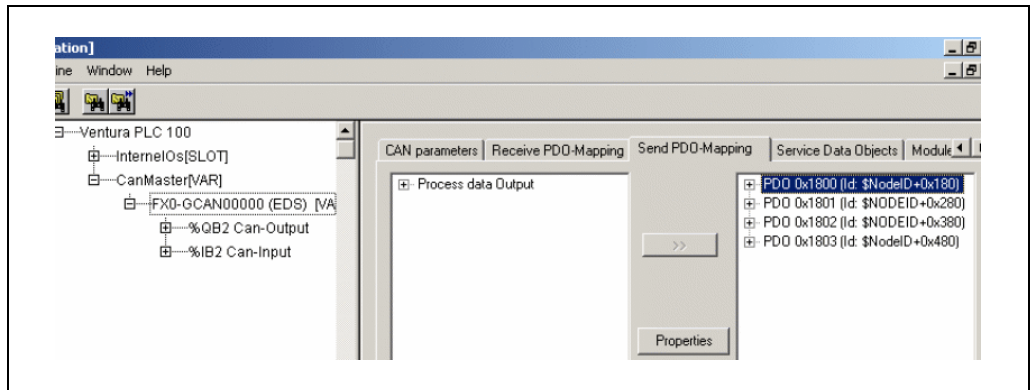 ation]
ine Window Help
Ventura PLC 100
InternelOs[SLOT]
CanMaster[VAR]
FX0-GCAN00000 (EDS) [VA
%QB2 Can-Output
%IB2 Can-Input
CAN parameters Receive PDO-Mapping Send PDO-Mapping Service Data Objects Module
Process data Output
>>
Properties
PDO 0x1800 (Id: $NodeID+0x180)
PDO 0x1801 (Id: $NODEID+0x280)
PDO 0x1802 (Id: $NODEID+0x380)
PDO 0x1803 (Id: $NodeID+0x480)